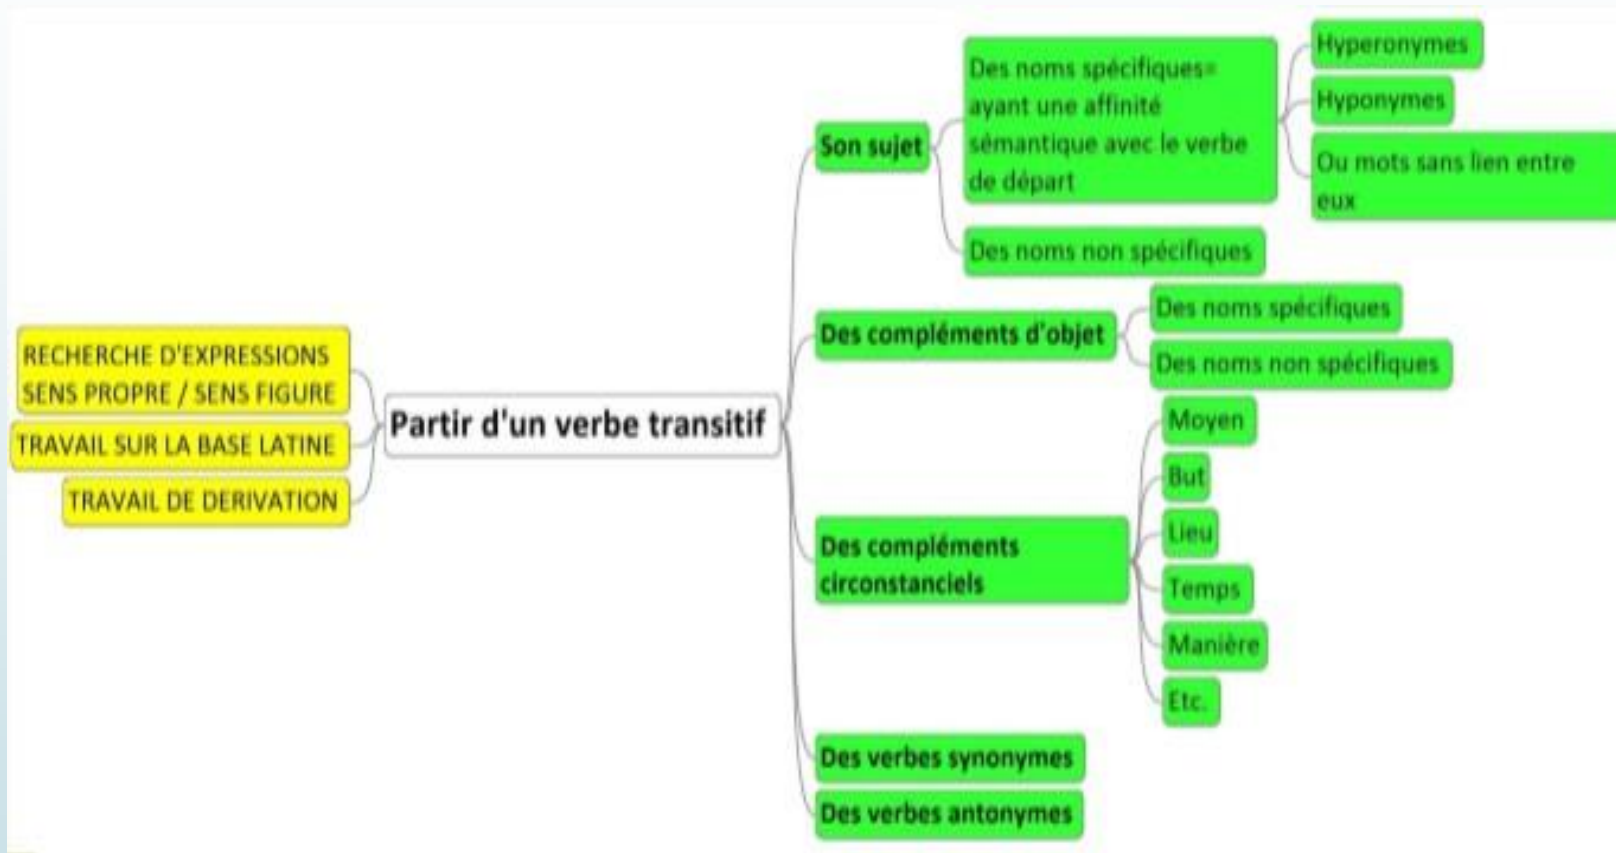 RECHERCHE D'EXPRESSIONS
SENS PROPRE / SENS FIGURE
TRAVAIL SUR LA BASE LATINE
TRAVAIL DE DERIVATION
Partir d'un verbe transitif
Son sujet
Des noms spécifiques=
ayant une affinité
sémantique avec le verbe
de départ
Hyperonymes
Hyponymes
Ou mots sans lien entre
eux
Des noms non spécifiques
Des compléments d'objet
Des noms spécifiques
Des noms non spécifiques
Des compléments
circonstanciels
Moyen
But
Lieu
Temps
Manière
Etc.
Des verbes synonymes
Des verbes antonymes